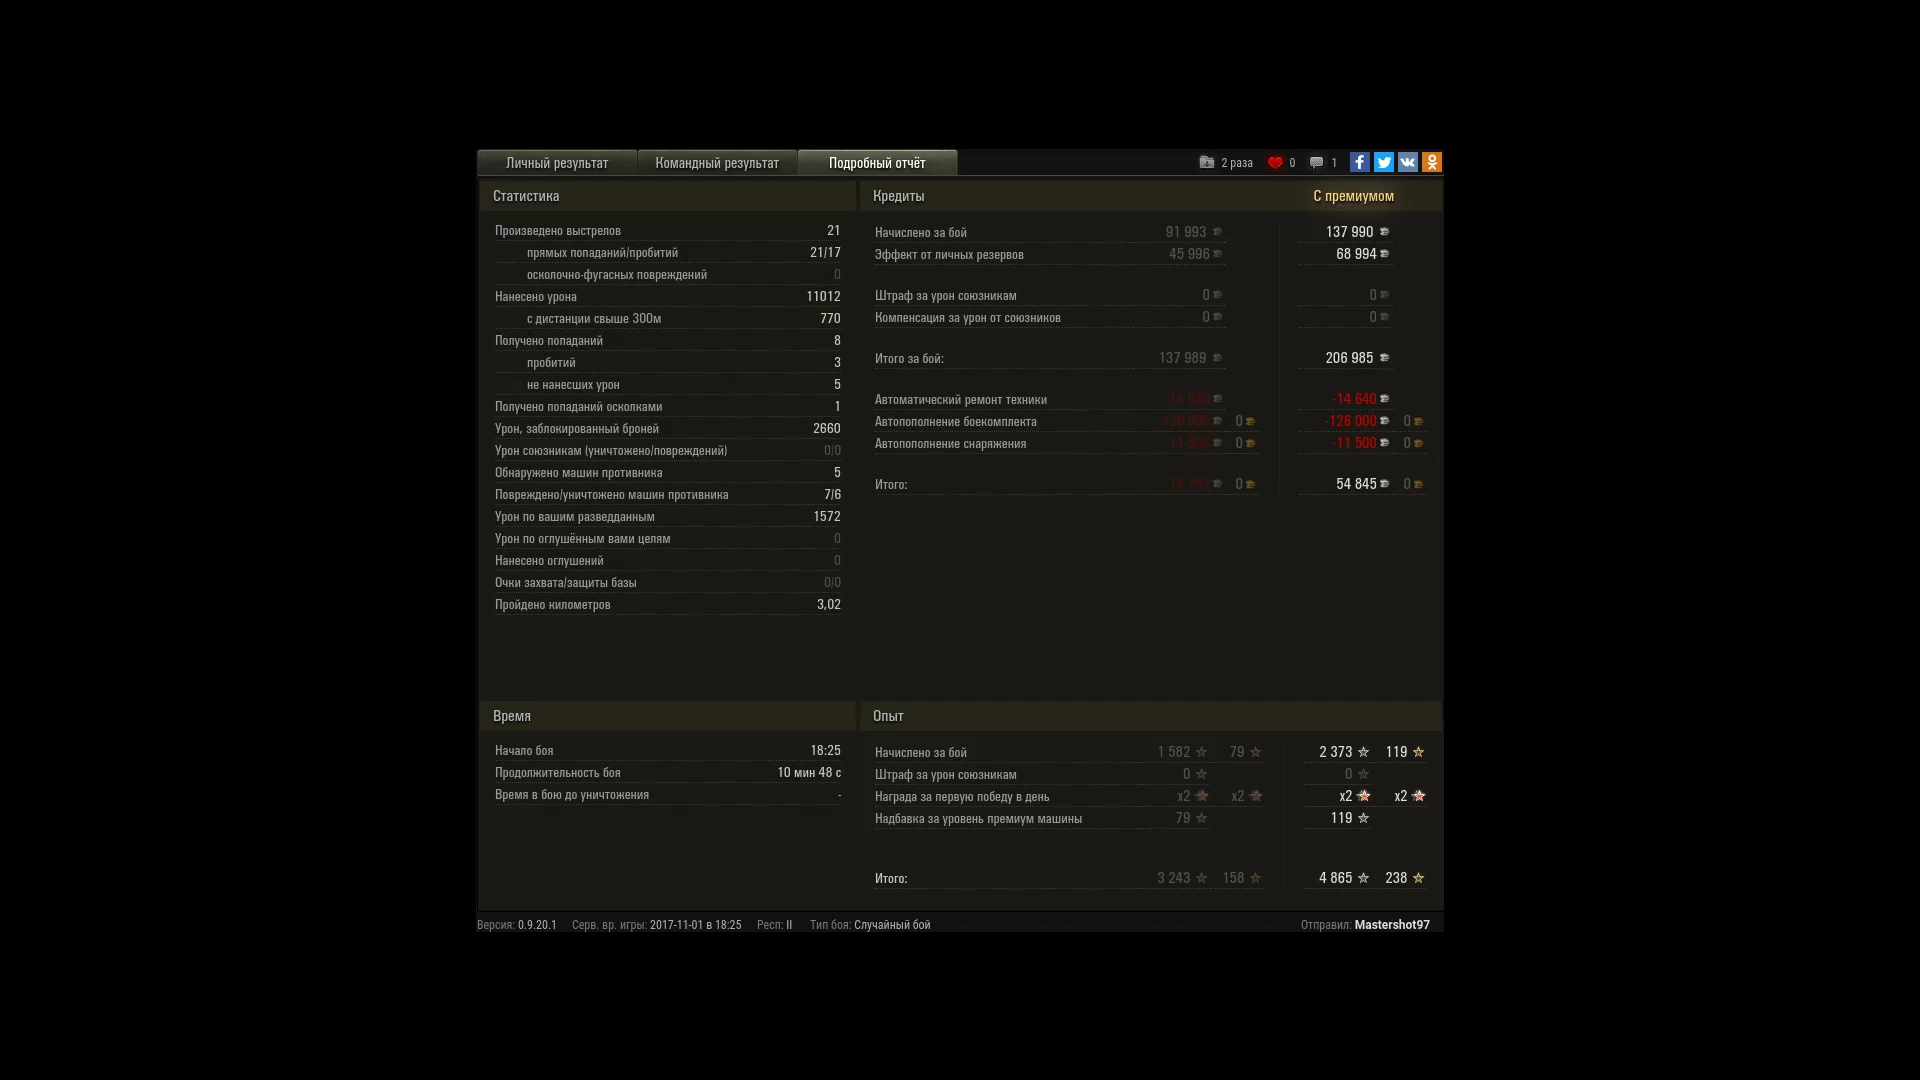 Личный результат Командный результат Подробный отчёт 2 раза 0 1
Статистика
Произведено выстрелов 21
прямых попаданий/пробитий 21/17
осколочно-фугасных повреждений 0
Нанесено урона 11012
с дистанции свыше 300м 770
Получено попаданий 8
пробитий 3
не нанесших урон 5
Получено попаданий осколками 1
Урон, заблокированный броней 2660
Урон союзникам (уничтожено/повреждений) 0/0
Обнаружено машин противника 5
Повреждено/уничтожено машин противника 7/6
Урон по вашим разведданным 1572
Урон по оглушённым вами целям 0
Нанесено оглушений 0
Очки захвата/защиты базы 0/0
Пройдено километров 3,02
Кредиты С премиумом
Начислено за бой 91 993 137 990
Эффект от личных резервов 45 996 68 994
Штраф за урон союзникам 0 0
Компенсация за урон от союзников 0 0
Итого за бой: 137 989 206 985
Автоматический ремонт техники -14 640 -14 640
Автопополнение боекомплекта -126 000 0 -126 000 0
Автопополнение снаряжения -11 500 0 -11 500 0
Итого: 0 54 845 0
Время
Начало боя 18:25
Продолжительность боя 10 мин 48 с
Время в бою до уничтожения -
Опыт
Начислено за бой 1 582 79 2 373 119
Штраф за урон союзникам 0 0
Награда за первую победу в день x2 x2 x2 x2
Надбавка за уровень премиум машины 79 119
Итого: 3 243 158 4 865 238
Версия: 0.9.20.1 Серв. вр. игры: 2017-11-01 в 18:25 Респ: II Тип боя: Случайный бой Отправил: Mastershot97